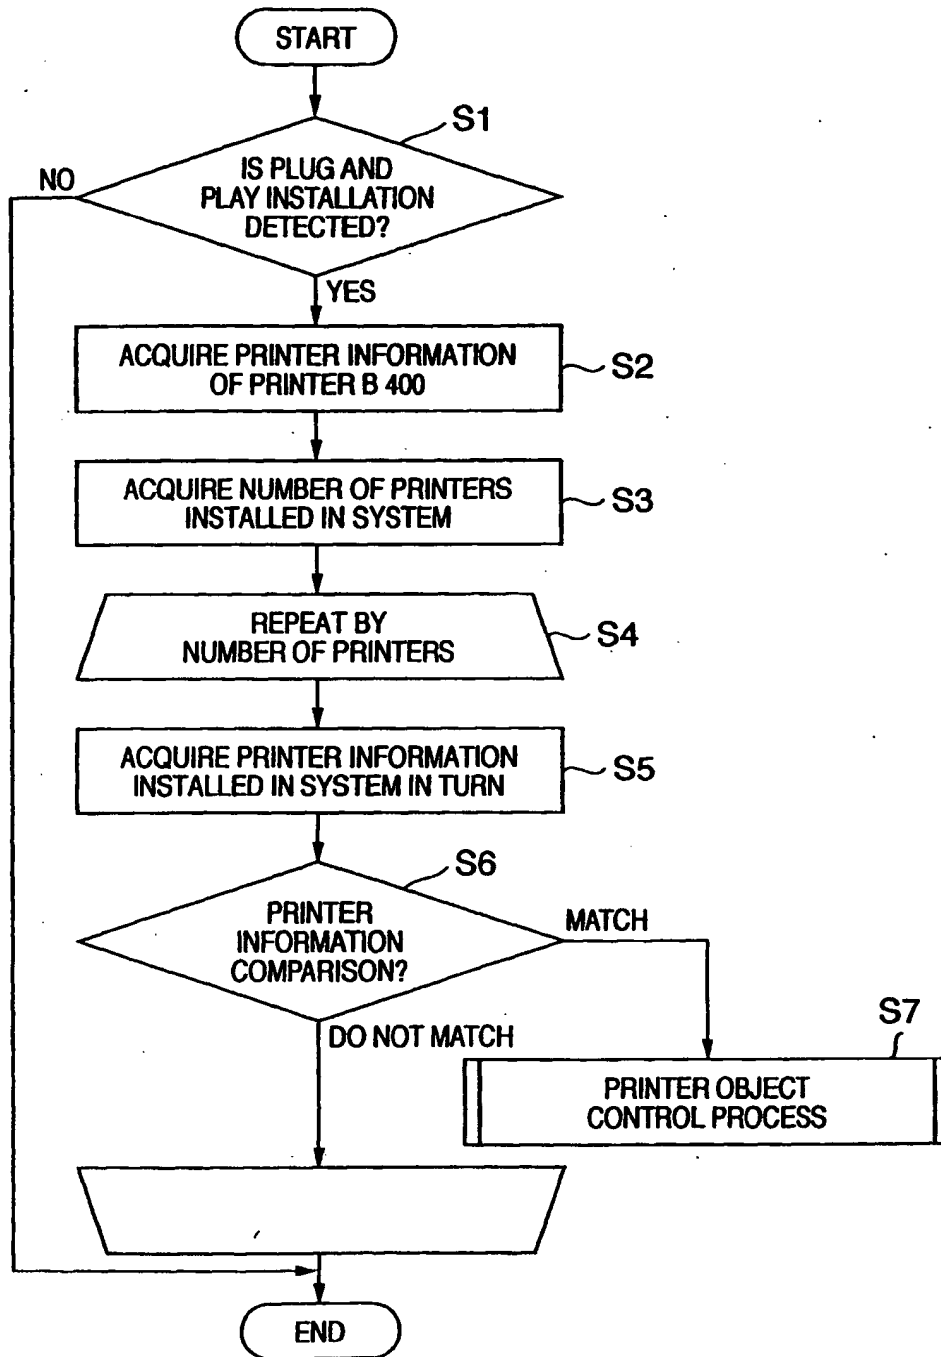 START
S1
IS PLUG AND
PLAY INSTALLATION
DETECTED?
NO
YES
ACQUIRE PRINTER INFORMATION
OF PRINTER B 400
S2
ACQUIRE NUMBER OF PRINTERS
INSTALLED IN SYSTEM
S3
REPEAT BY
NUMBER OF PRINTERS
S4
ACQUIRE PRINTER INFORMATION
INSTALLED IN SYSTEM IN TURN
S5
S6
PRINTER
INFORMATION
COMPARISON?
MATCH
DO NOT MATCH
S7
PRINTER OBJECT
CONTROL PROCESS
END